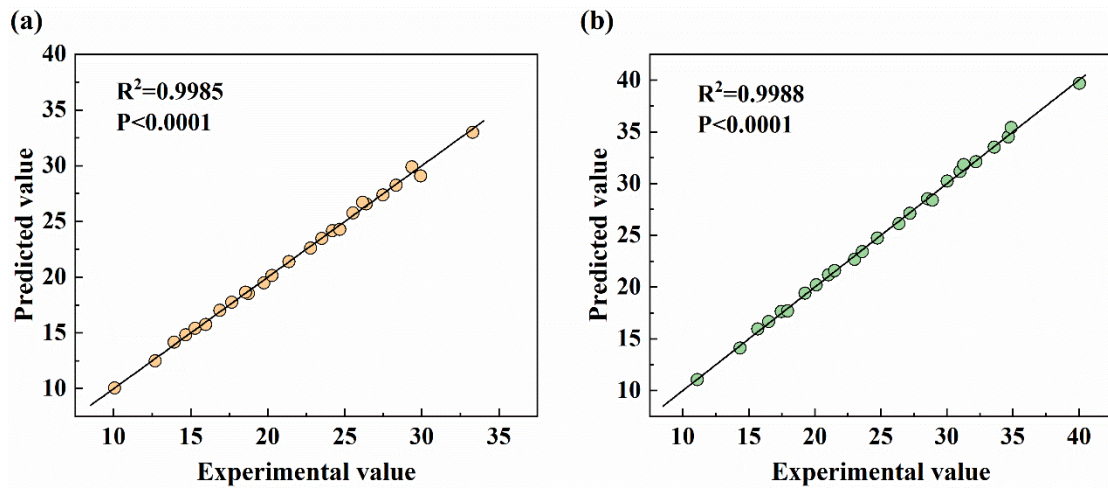 (a)
R²=0.9985
P<0.0001
Predicted value
40
35
30
25
20
15
10
10 15 20 25 30 35
Experimental value
(b)
R²=0.9988
P<0.0001
Predicted value
40
35
30
25
20
15
10
10 15 20 25 30 35 40
Experimental value